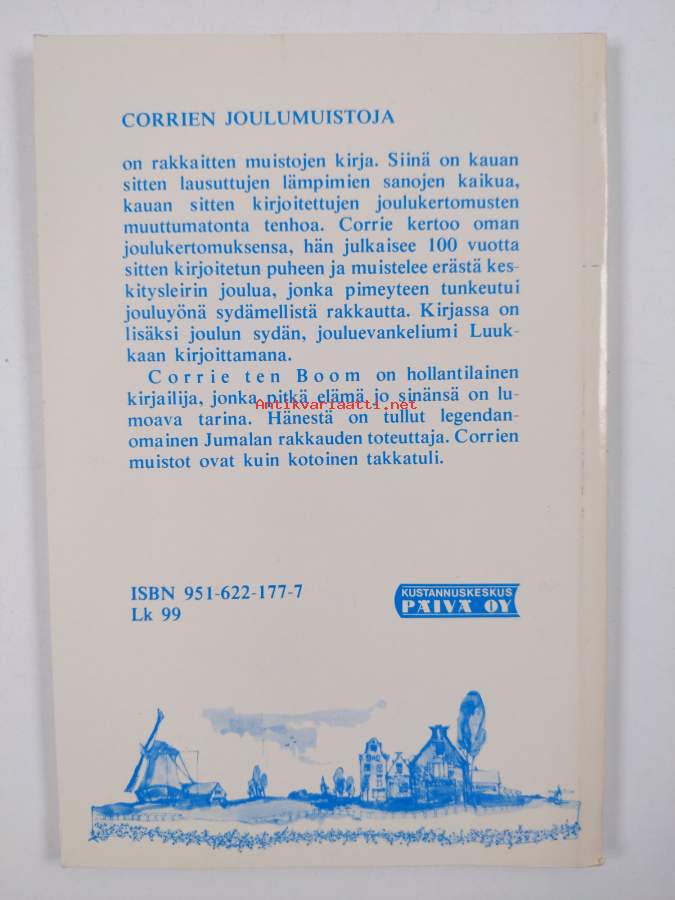 CORRIEN JOULUMUISTOJA
on rakkaitten muistojen kirja. Siinä on kauan
sitten lausuttujen lämpimien sanojen kaikua,
kauan sitten kirjoitettujen joulukertomusten
muuttumatonta tenhoa. Corrie kertoo oman
joulukertomuksensa, hän julkaisee 100 vuotta
sitten kirjoitetun puheen ja muistelee erästä kes-
kitysleirin joulua, jonka pimeyteen tunkeutui
jouluyönä sydämellistä rakkautta. Kirjassa on
lisäksi joulun sydän, jouluevankeliumi Luuk-
kaan kirjoittamana.
Corrie ten Boom on hollantilainen
kirjailija, jonka pitkä elämä jo sinänsä on lu-
Antikvariaatti.net
moava tarina. Hänestä on tullut legendan-
omainen Jumalan rakkauden toteuttaja. Corrien
muistot ovat kuin kotoinen takkatuli.
ISBN 951-622-177-7
Lk 99
KUSTANNUSKESKUS
PÄIVÄ OY